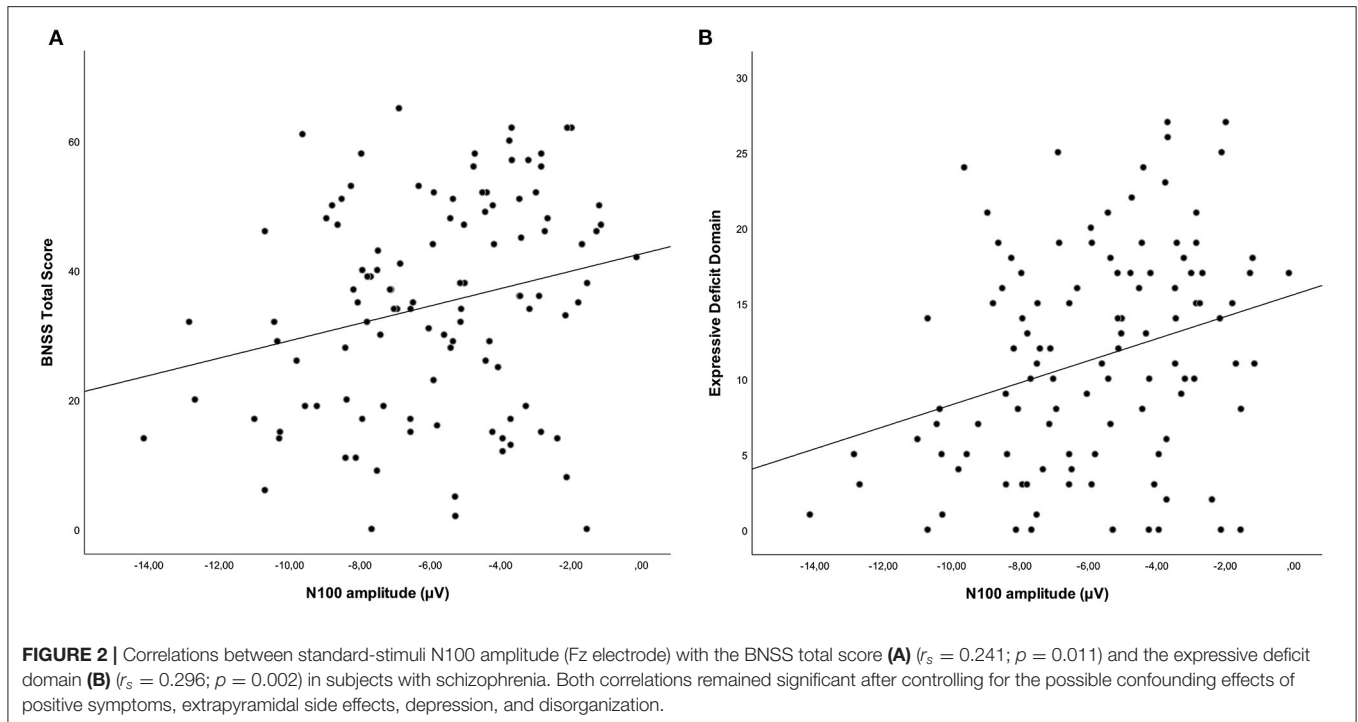 A
B
BNSS Total Score
60
40
20
0
-14,00 -12,00 -10,00 -8,00 -6,00 -4,00 -2,00 ,00
N100 amplitude (µV)
Expressive Deficit Domain
30
25
20
15
10
5
0
-14,00 -12,00 -10,00 -8,00 -6,00 -4,00 -2,00 ,00
N100 amplitude (µV)
FIGURE 2 | Correlations between standard-stimuli N100 amplitude (Fz electrode) with the BNSS total score (A) (rs = 0.241; p = 0.011) and the expressive deficit
domain (B) (rs = 0.296; p = 0.002) in subjects with schizophrenia. Both correlations remained significant after controlling for the possible confounding effects of
positive symptoms, extrapyramidal side effects, depression, and disorganization.